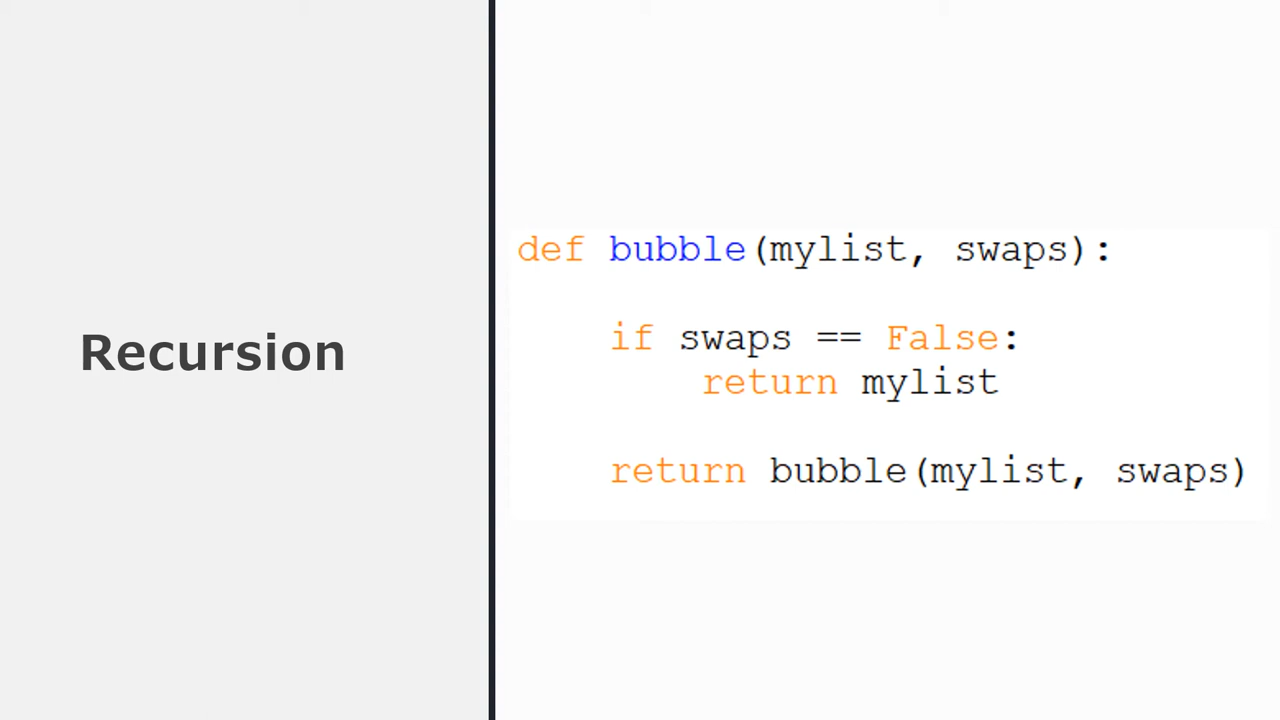 Recursion
def bubble(mylist, swaps):
if swaps == False:
return mylist
return bubble(mylist, swaps)